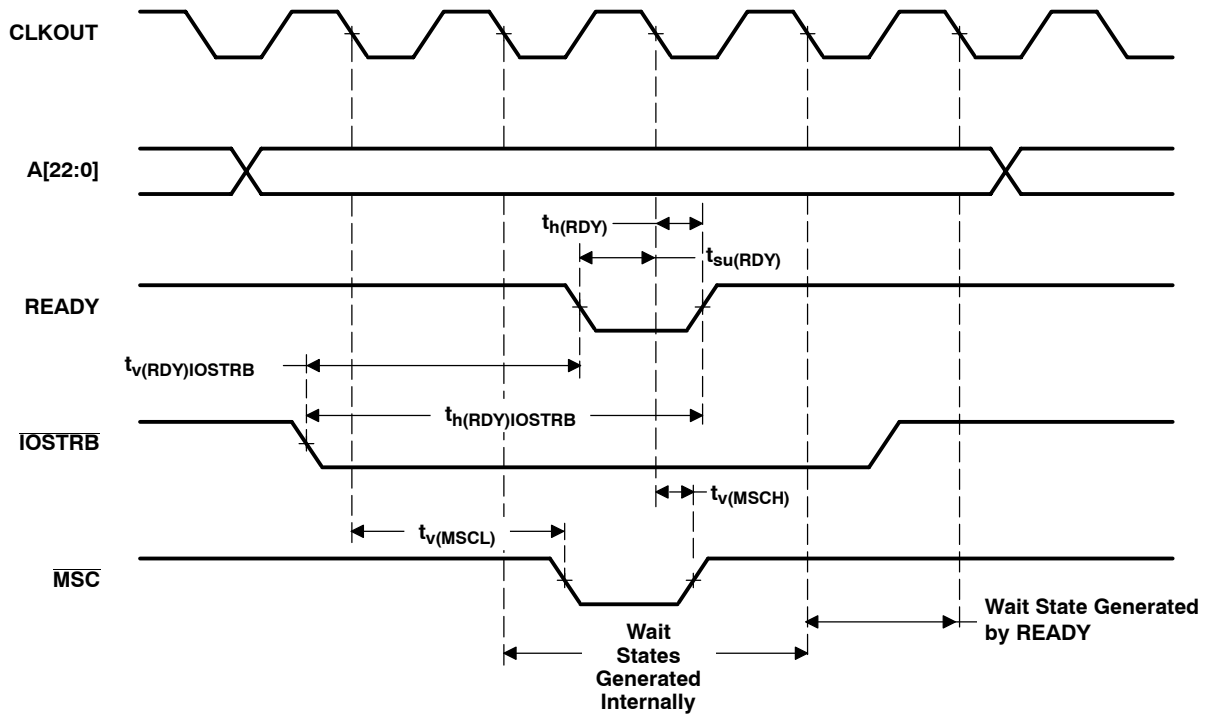 CLKOUT
A[22:0]
th(RDY)
tsu(RDY)
READY
tv(RDY)IOSTRB
th(RDY)IOSTRB
IOSTRB
tv(MSCH)
tv(MSCL)
MSC
Wait State Generated
by READY
Wait
States
Generated
Internally